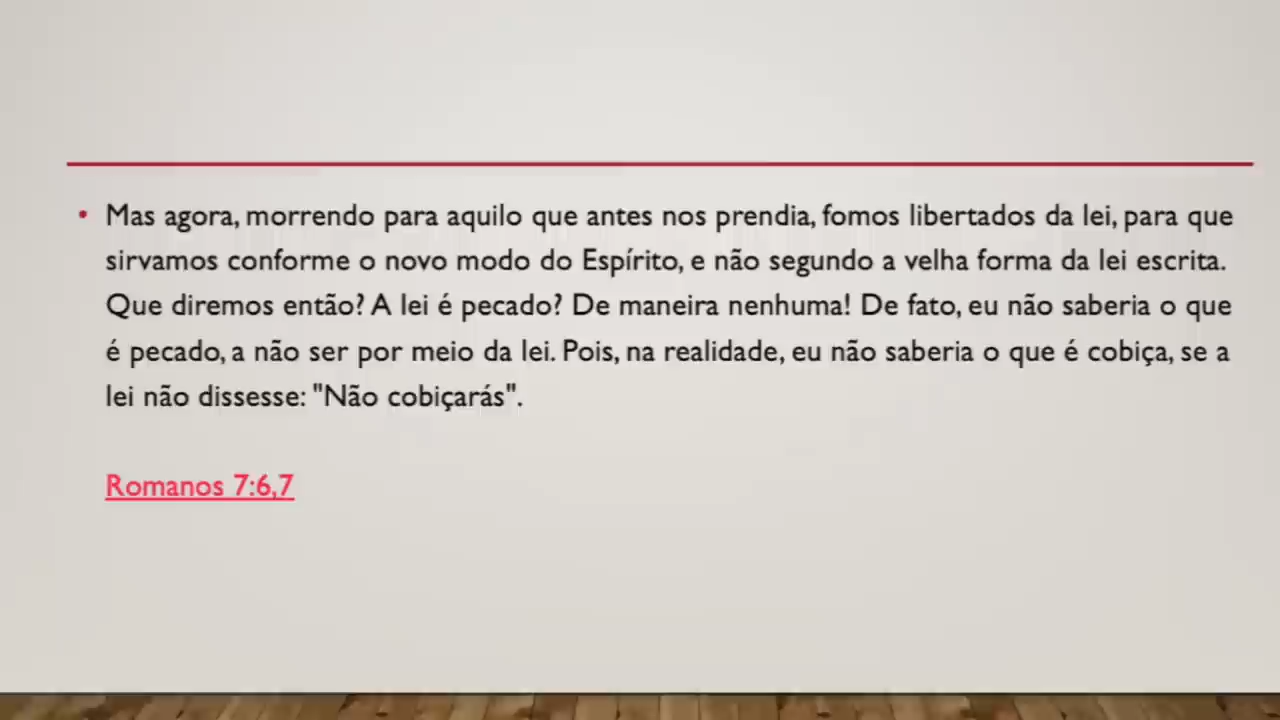 • Mas agora, morrendo para aquilo que antes nos prendia, fomos libertados da lei, para que
sirvamos conforme o novo modo do Espírito, e não segundo a velha forma da lei escrita.
Que diremos então? A lei é pecado? De maneira nenhuma! De fato, eu não saberia o que
é pecado, a não ser por meio da lei. Pois, na realidade, eu não saberia o que é cobiça, se a
lei não dissesse: "Não cobiçarás".
Romanos 7:6,7